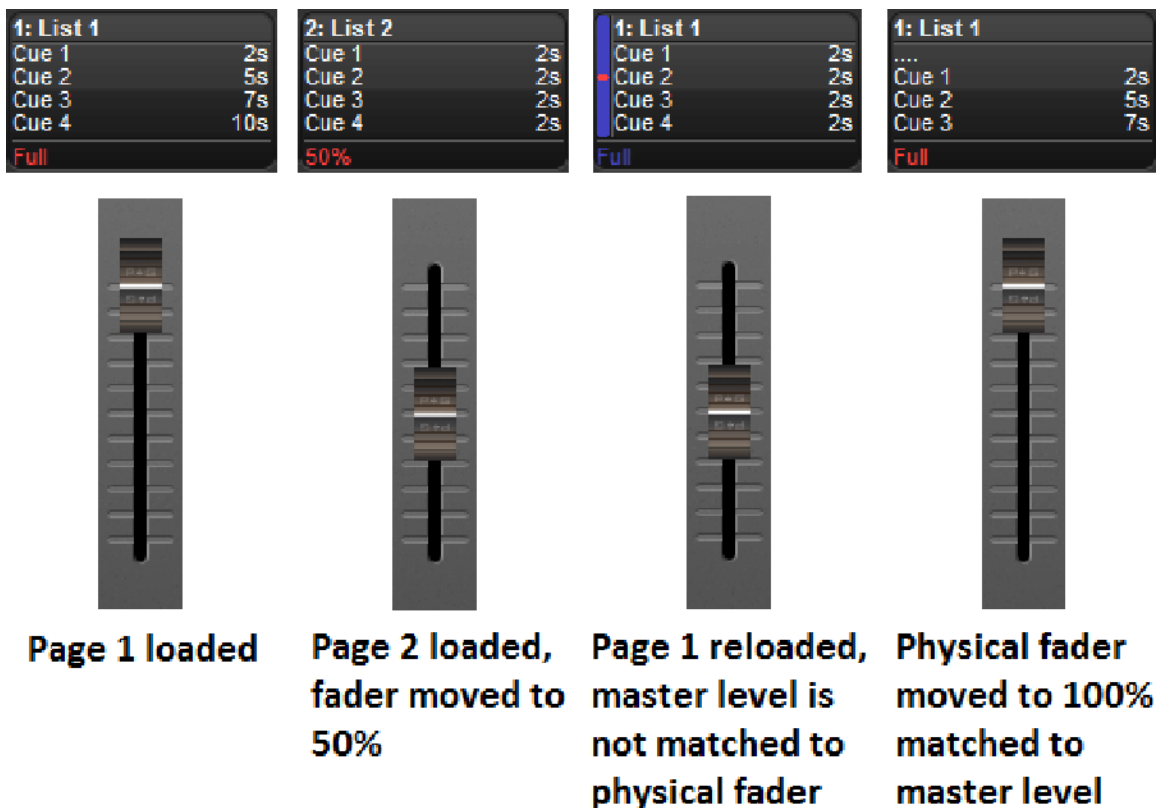 1: List 1
Cue 1 2s
Cue 2 5s
Cue 3 7s
Cue 4 10s
Full
2: List 2
Cue 1 2s
Cue 2 2s
Cue 3 2s
Cue 4 2s
50%
1: List 1
Cue 1 2s
Cue 2 2s
Cue 3 2s
Cue 4 2s
Full
1: List 1
....
Cue 1 2s
Cue 2 5s
Cue 3 7s
Full
Page 1 loaded
Page 2 loaded,
fader moved to
50%
Page 1 reloaded,
master level is
not matched to
physical fader
Physical fader
moved to 100%
matched to
master level